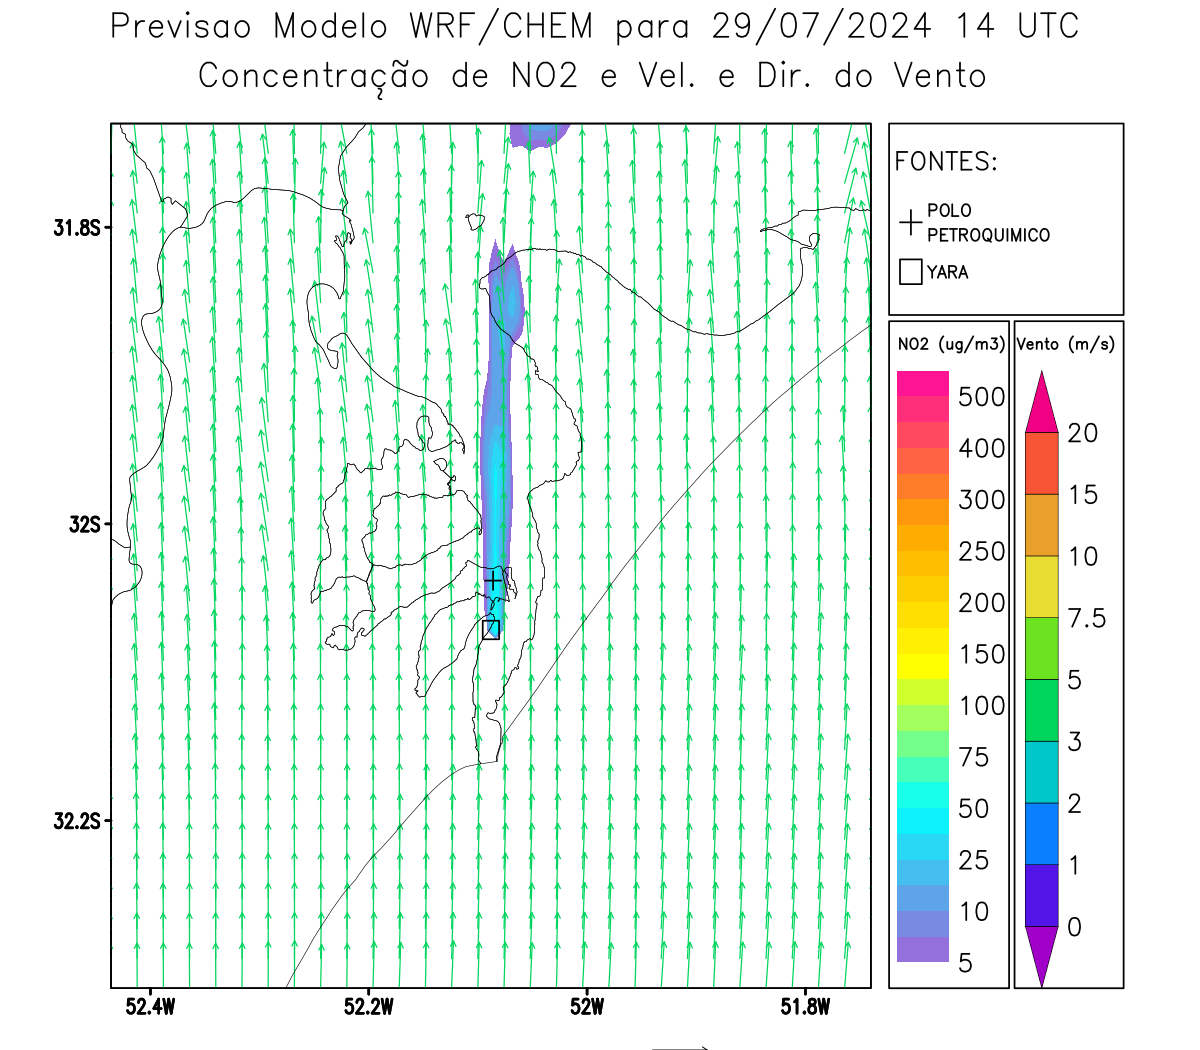 Previsao Modelo WRF/CHEM para 29/07/2024 14 UTC
Concentração de NO2 e Vel. e Dir. do Vento
FONTES:
POLO
PETROQUIMICO
YARA
NO2 (ug/m3)
500
400
300
250
200
150
100
75
50
25
10
5
Vento (m/s)
20
15
10
7.5
5
3
2
1
0
31.8S
32S
32.2S
52.4W
52.2W
52W
51.8W